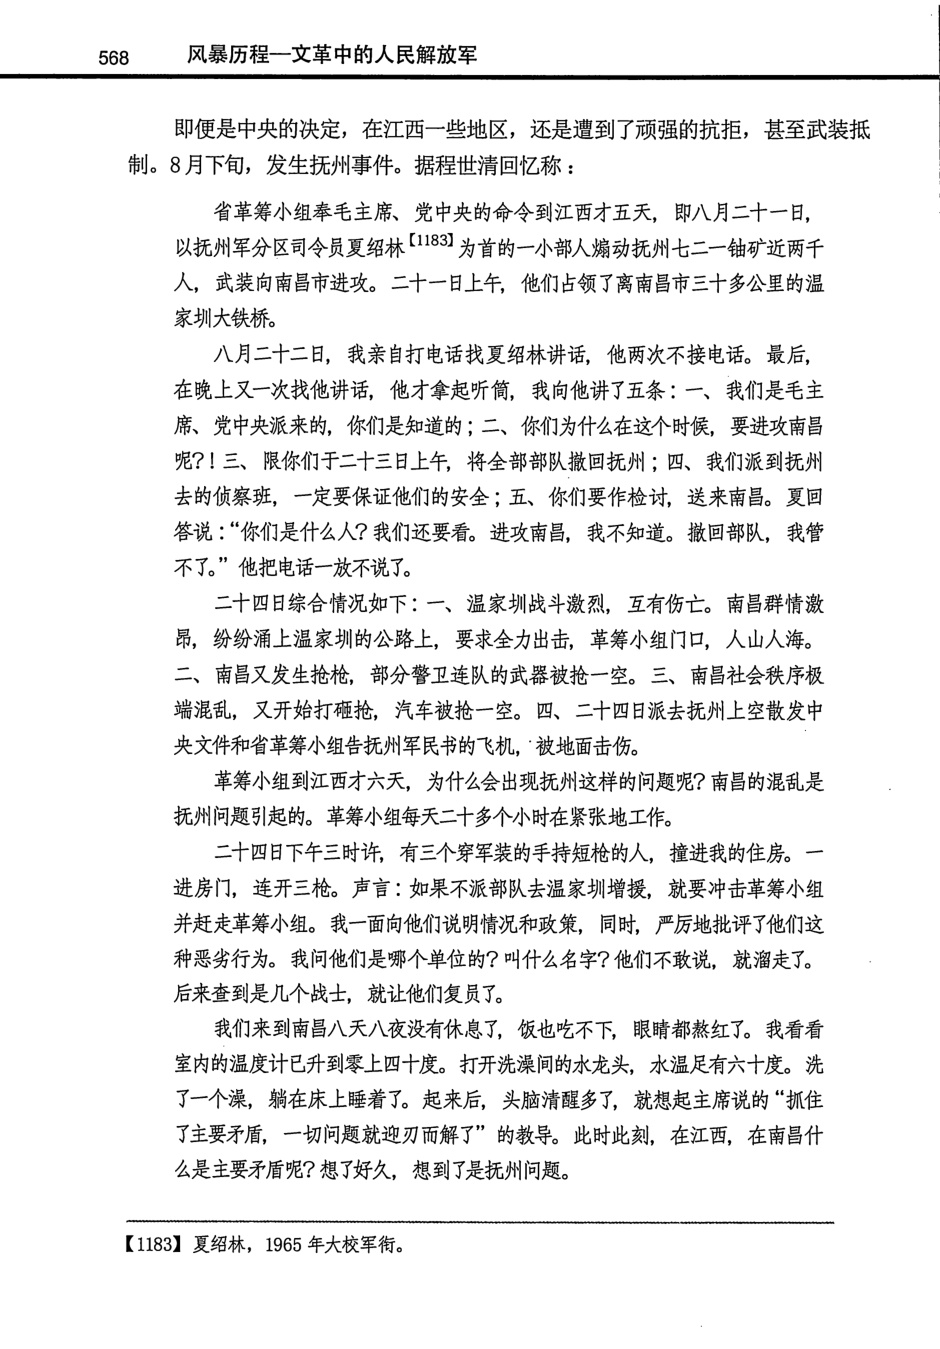 568 风暴历程—文革中的人民解放军
即便是中央的决定，在江西一些地区，还是遭到了顽强的抗拒，甚至武装抵
制。8月下旬，发生抚州事件。据程世清回忆称：
省革筹小组奉毛主席、党中央的命令到江西才五天，即八月二十一日，
以抚州军分区司令员夏绍林【1183】为首的一小部人煽动抚州七二一铀矿近两千
人，武装向南昌市进攻。二十一日上午，他们占领了离南昌市三十多公里的温
家圳大铁桥。
八月二十二日，我亲自打电话找夏绍林讲话，他两次不接电话。最后，
在晚上又一次找他讲话，他才拿起听筒，我向他讲了五条：一、我们是毛主
席、党中央派来的，你们是知道的；二、你们为什么在这个时候，要进攻南昌
呢？！三、限你们于二十三日上午，将全部部队撤回抚州；四、我们派到抚州
去的侦察班，一定要保证他们的安全；五、你们要作检讨，送来南昌。夏回
答说：“你们是什么人？我们还要看。进攻南昌，我不知道。撤回部队，我管
不了。”他把电话一放不说了。
二十四日综合情况如下：一、温家圳战斗激烈，互有伤亡。南昌群情激
昂，纷纷涌上温家圳的公路上，要求全力出击，革筹小组门口，人山人海。
二、南昌又发生抢枪，部分警卫连队的武器被抢一空。三、南昌社会秩序极
端混乱，又开始打砸抢，汽车被抢一空。四、二十四日派去抚州上空散发中
央文件和省革筹小组告抚州军民书的飞机，被地面击伤。
革筹小组到江西才六天，为什么会出现抚州这样的问题呢？南昌的混乱是
抚州问题引起的。革筹小组每天二十多个小时在紧张地工作。
二十四日下午三时许，有三个穿军装的手持短枪的人，撞进我的住房。一
进房门，连开三枪。声言：如果不派部队去温家圳增援，就要冲击革筹小组
并赶走革筹小组。我一面向他们说明情况和政策，同时，严厉地批评了他们这
种恶劣行为。我问他们是哪个单位的？叫什么名字？他们不敢说，就溜走了。
后来查到是几个战士，就让他们复员了。
我们来到南昌八天八夜没有休息了，饭也吃不下，眼睛都熬红了。我看看
室内的温度计已升到零上四十度。打开洗澡间的水龙头，水温足有六十度。洗
了一个澡，躺在床上睡着了。起来后，头脑清醒多了，就想起主席说的“抓住
了主要矛盾，一切问题就迎刃而解了”的教导。此时此刻，在江西，在南昌什
么是主要矛盾呢？想了好久，想到了是抚州问题。
【1183】夏绍林，1965年大校军衔。